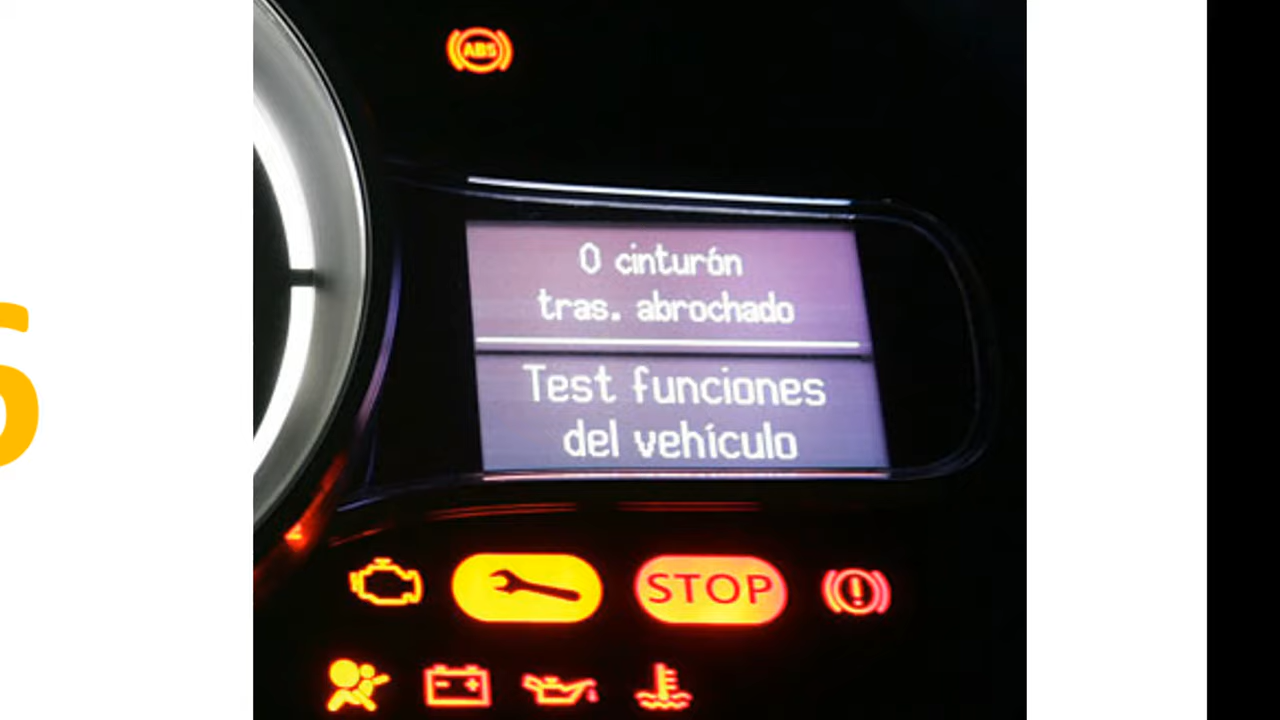 ABS
0 cinturón
tras. abrochado
Test funciones
del vehículo
STOP